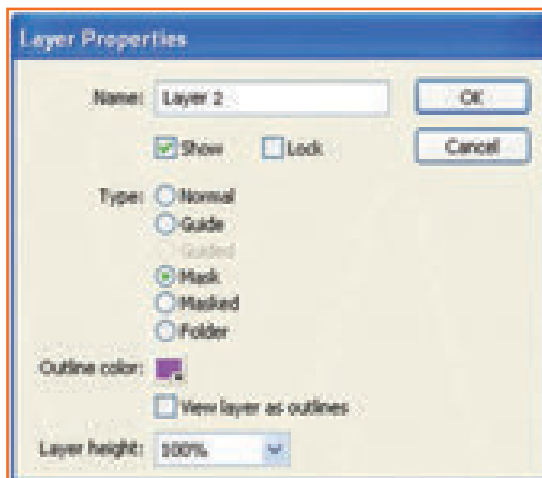 Layer Properties
Name: Layer 2 OK
Show Lock Cancel
Type: Normal
Guide
Guided
Mask
Masked
Folder
Outline color:
View layer as outlines
Layer height: 100%